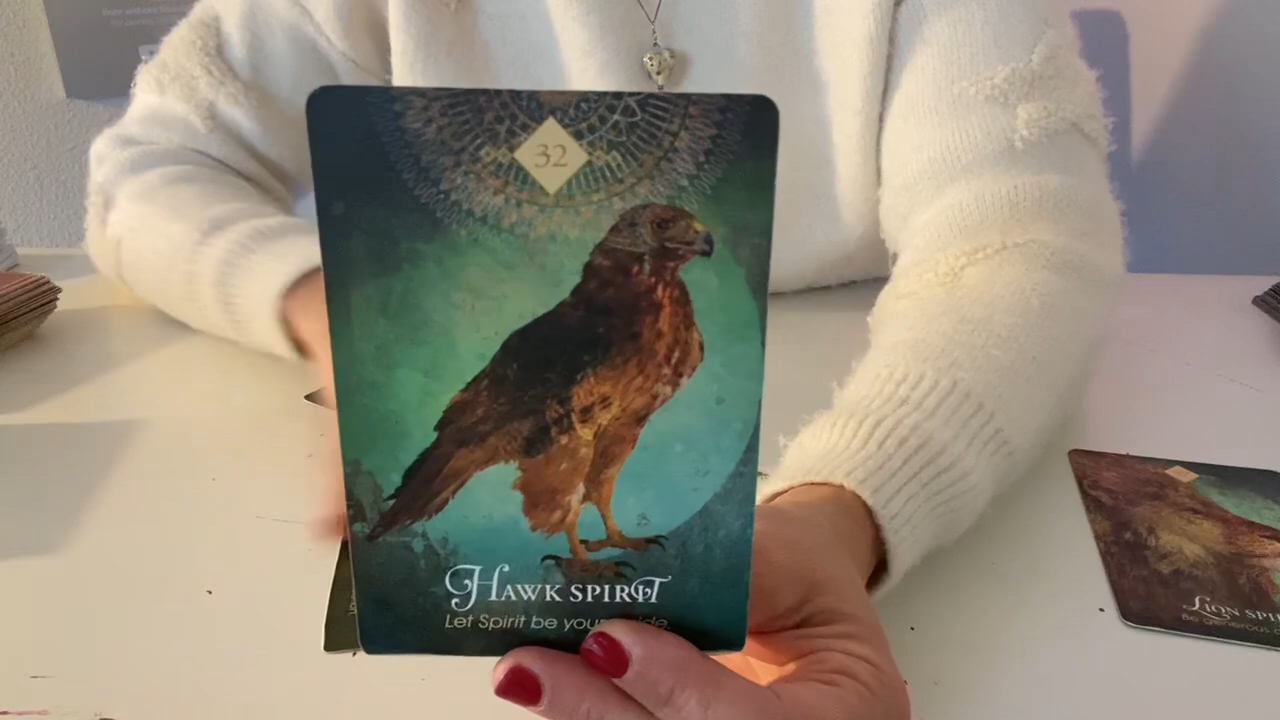 32
HAWK SPIRIT
Let Spirit be your
LION SPI
Be generous